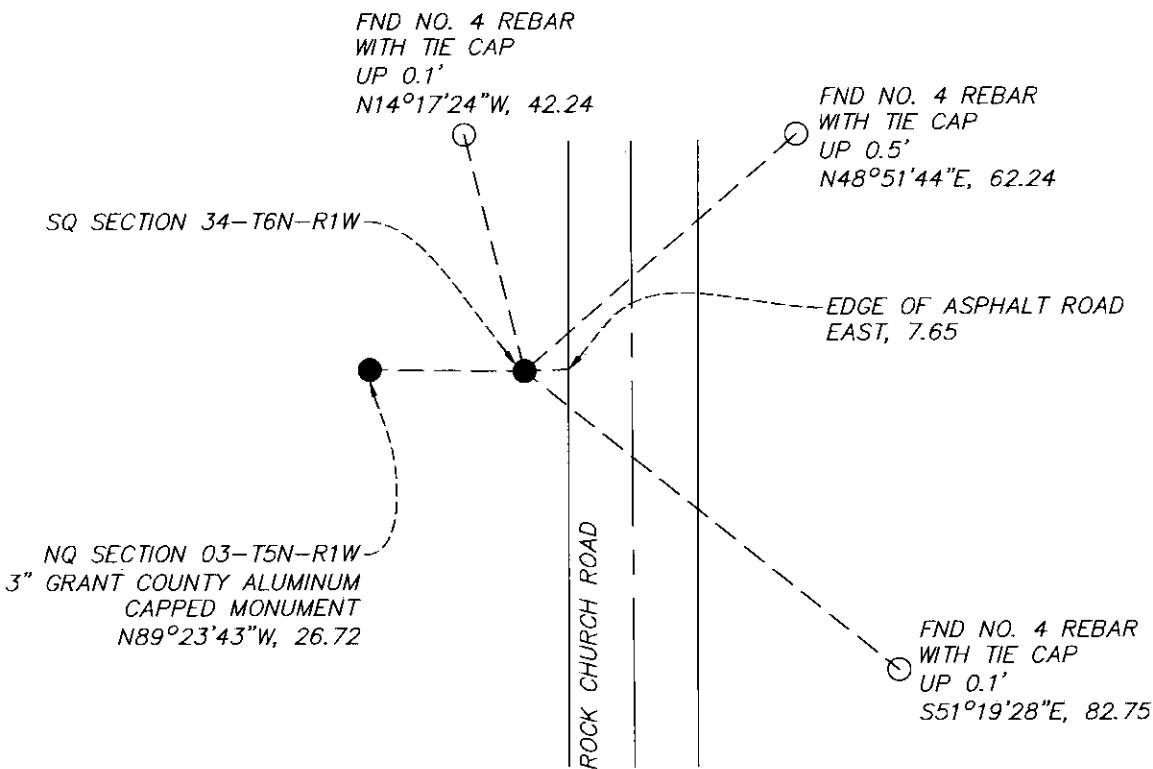 FND NO. 4 REBAR
WITH TIE CAP
UP 0.1'
N14°17'24"W, 42.24
FND NO. 4 REBAR
WITH TIE CAP
UP 0.5'
N48°51'44"E, 62.24
SQ SECTION 34-T6N-R1W
EDGE OF ASPHALT ROAD
EAST, 7.65
NQ SECTION 03-T5N-R1W
3" GRANT COUNTY ALUMINUM
CAPPED MONUMENT
N89°23'43"W, 26.72
ROCK CHURCH ROAD
FND NO. 4 REBAR
WITH TIE CAP
UP 0.1'
S51°19'28"E, 82.75